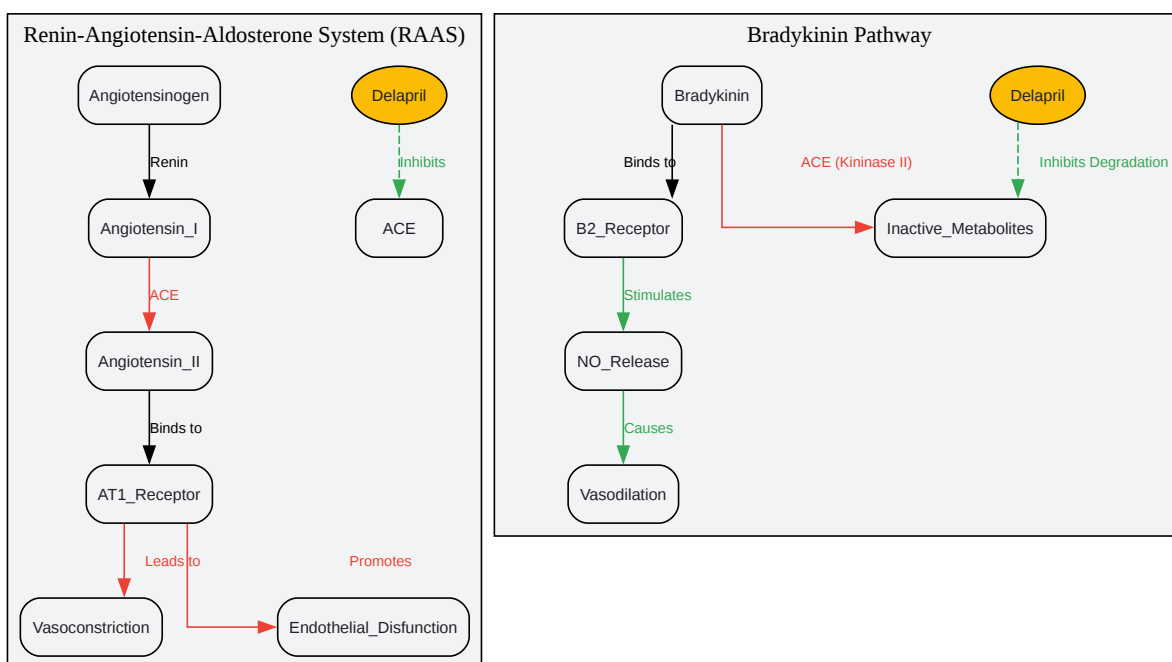 Renin-Angiotensin-Aldosterone System (RAAS)
Angiotensinogen
Delapril
Renin
Inhibits
Angiotensin_I
ACE
ACE
Angiotensin_II
Binds to
AT1_Receptor
Leads to
Promotes
Vasoconstriction
Endothelial_Disfunction
Bradykinin Pathway
Bradykinin
Delapril
Binds to
ACE (Kininase II)
Inhibits Degradation
B2_Receptor
Inactive_Metabolites
Stimulates
NO_Release
Causes
Vasodilation